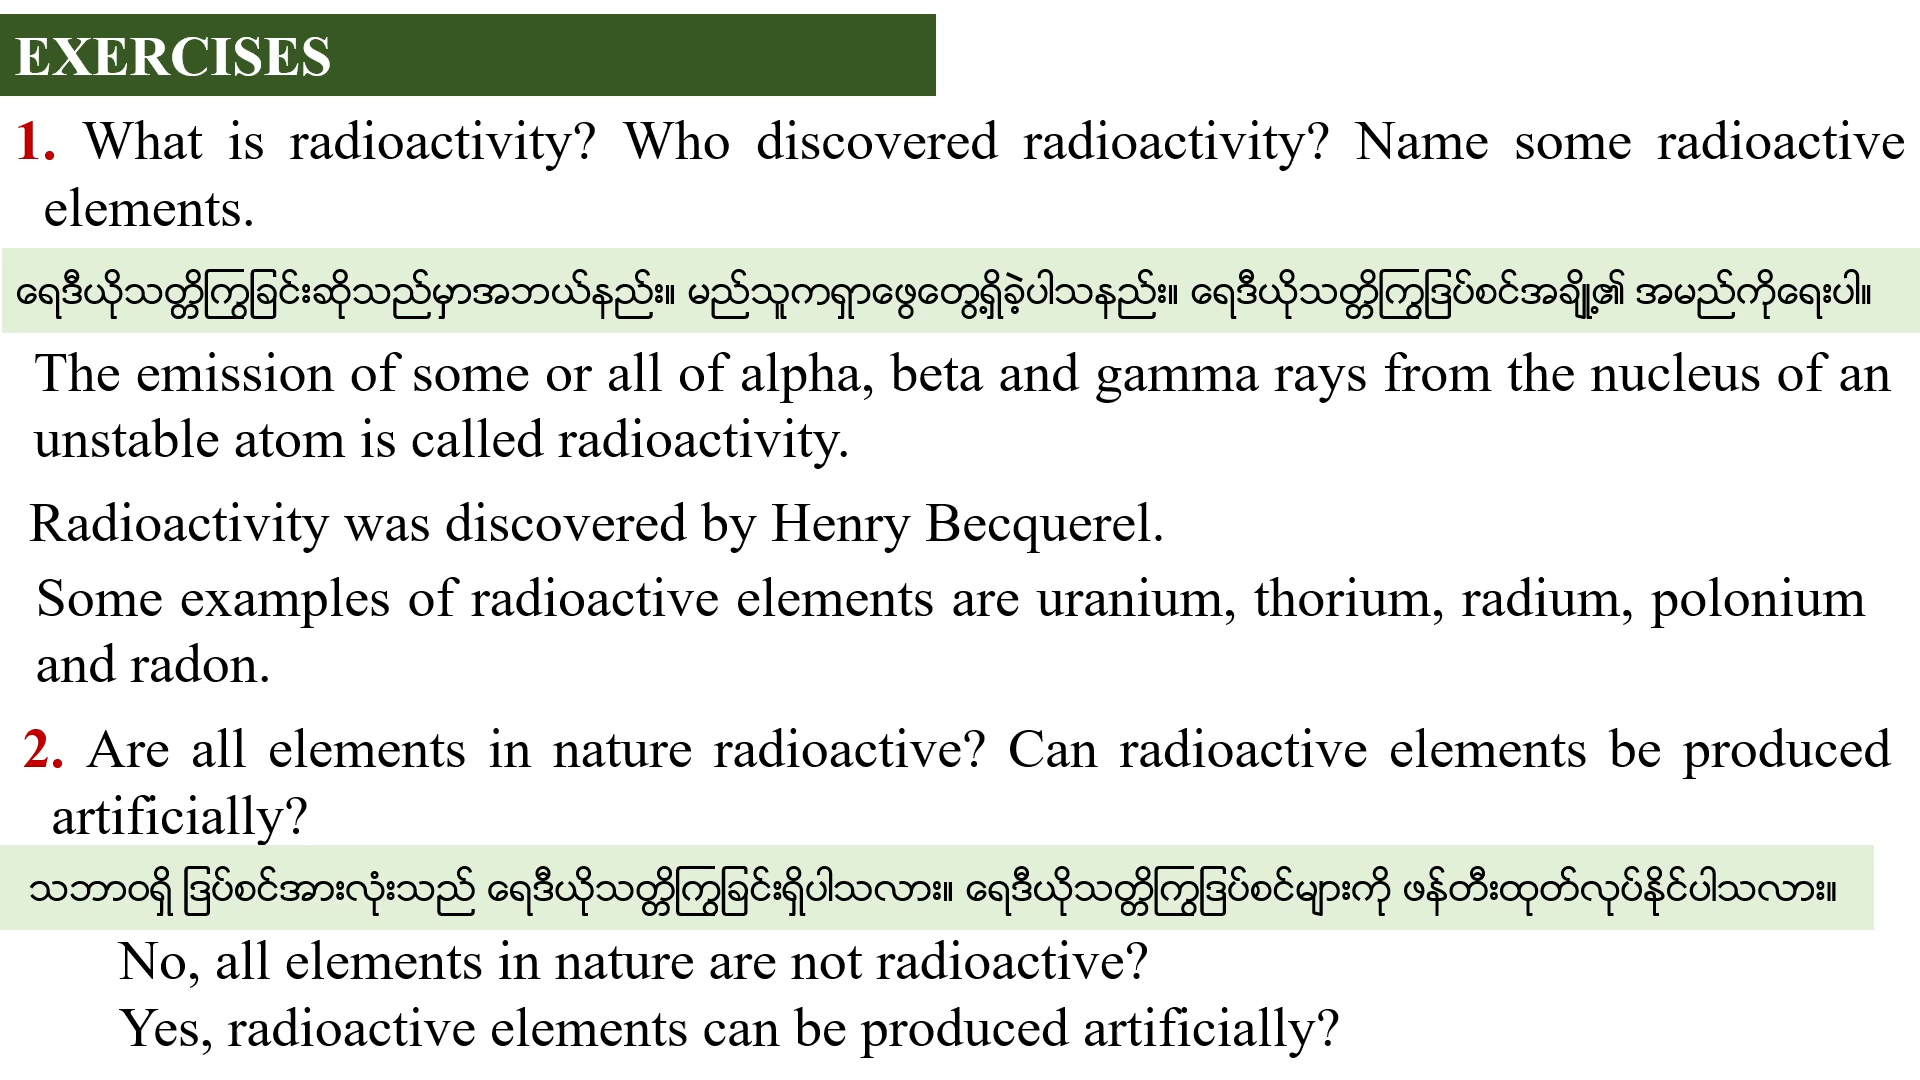 EXERCISES
1. What is radioactivity? Who discovered radioactivity? Name some radioactive
elements.
ရေဒီယိုသတ္တိကြွခြင်းဆိုသည်မှာအဘယ်နည်း။ မည်သူကရှာဖွေတွေ့ရှိခဲ့ပါသနည်း။ ရေဒီယိုသတ္တိကြွဒြပ်စင်အချို့၏ အမည်ကိုရေးပါ။
The emission of some or all of alpha, beta and gamma rays from the nucleus of an
unstable atom is called radioactivity.
Radioactivity was discovered by Henry Becquerel.
Some examples of radioactive elements are uranium, thorium, radium, polonium
and radon.
2. Are all elements in nature radioactive? Can radioactive elements be produced
artificially?
သဘာဝရှိ ဒြပ်စင်အားလုံးသည် ရေဒီယိုသတ္တိကြွခြင်းရှိပါသလား။ ရေဒီယိုသတ္တိကြွဒြပ်စင်များကို ဖန်တီးထုတ်လုပ်နိုင်ပါသလား။
No, all elements in nature are not radioactive?
Yes, radioactive elements can be produced artificially?